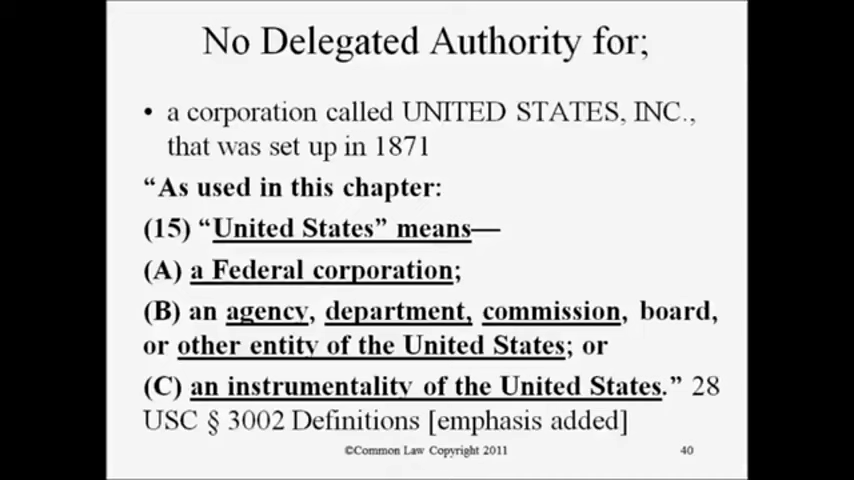 No Delegated Authority for;
• a corporation called UNITED STATES, INC.,
that was set up in 1871
“As used in this chapter:
(15) “United States” means—
(A) a Federal corporation;
(B) an agency, department, commission, board,
or other entity of the United States; or
(C) an instrumentality of the United States.” 28
USC § 3002 Definitions [emphasis added]
©Common Law Copyright 2011
40